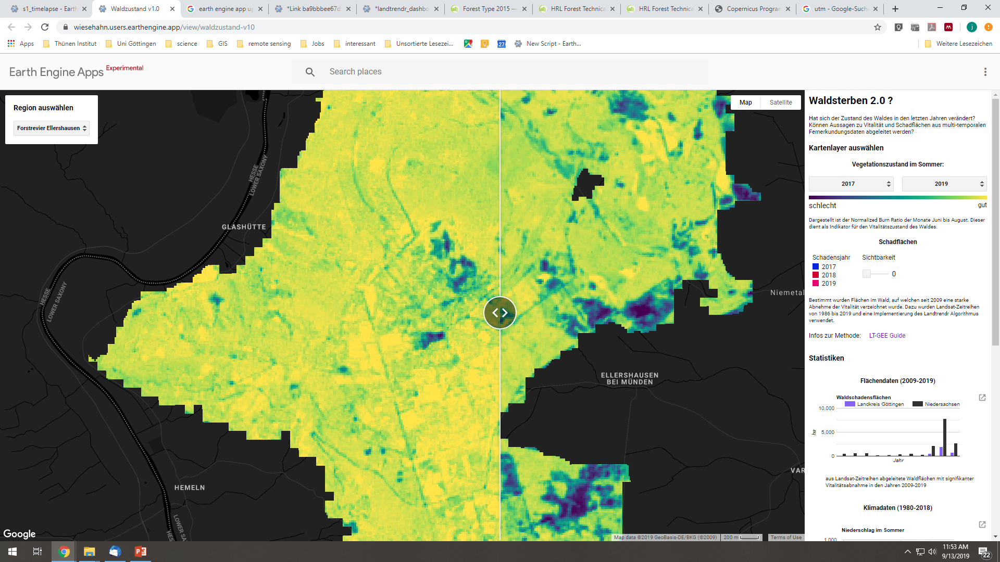 s1_timelapse - Earth
Waldzustand v1.0
earth engine app up
*Link ba9bbbee67d
*landtrendr_dashbo
Forest Type 2015 —
HRL Forest Technica
HRL Forest Technica
Copernicus Program
utm - Google-Suche
wiesehahn.users.earthengine.app/view/waldzustand-v10
j
Apps
Thünen Institut
Uni Göttingen
science
GIS
remote sensing
Jobs
interessant
Unsortierte Lesezei...
27
New Script - Earth...
Weitere Lesezeichen
Earth Engine Apps Experimental
Search places
Region auswählen
Forstrevier Ellershausen
Map
Satellite
HESSE
LOWER SAXONY
GLASHÜTTE
HESSE
LOWER SAXONY
Niemetal
ELLERSHAUSEN
BEI MÜNDEN
VAR
HEMELN
LOWER SA
HES
Google
Map data ©2019 GeoBasis-DE/BKG (©2009)
200 m
Terms of Use
Waldsterben 2.0 ?
Hat sich der Zustand des Waldes in den letzten Jahren verändert?
Können Aussagen zu Vitalität und Schadflächen aus multi-temporalen
Fernerkundungsdaten abgeleitet werden?
Kartenlayer auswählen
Vegetationszustand im Sommer:
2017
2019
schlecht
gut
Dargestellt ist der Normalized Burn Ratio der Monate Juni bis August. Dieser
dient als Indikator für den Vitalitätszustand des Waldes.
Schadflächen
Schadensjahr
Sichtbarkeit
2017
2018
2019
0
Bestimmt wurden Flächen im Wald, auf welchen seit 2009 eine starke
Abnahme der Vitalität verzeichnet wurde. Dazu wurden Landsat-Zeitreihen
von 1986 bis 2019 und eine Implementierung des Landtrendr Algorithmus
verwendet.
Infos zur Methode:
LT-GEE Guide
Statistiken
Flächendaten (2009-2019)
Waldschadensflächen
Landkreis Göttingen
Niedersachsen
10,000
5,000
0
ha
Jahr
aus Landsat-Zeitreihen abgeleitete Waldflächen mit signifikanter
Vitalitätsabnahme in den Jahren 2009-2019
Klimadaten (1980-2018)
Niederschlag im Sommer
1,000
11:53 AM
9/13/2019
22